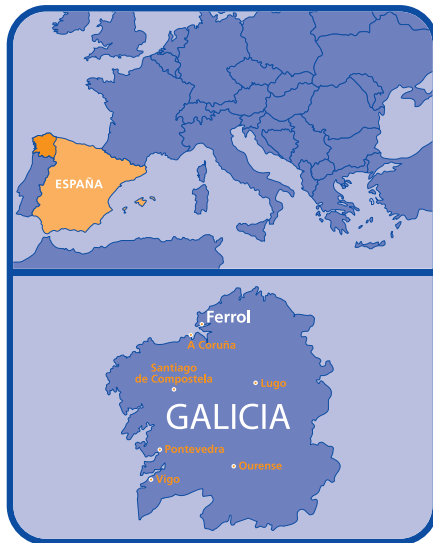 ESPAÑA
Ferrol
A Coruña
Santiago
de Compostela
Lugo
GALICIA
Pontevedra
Ourense
Vigo